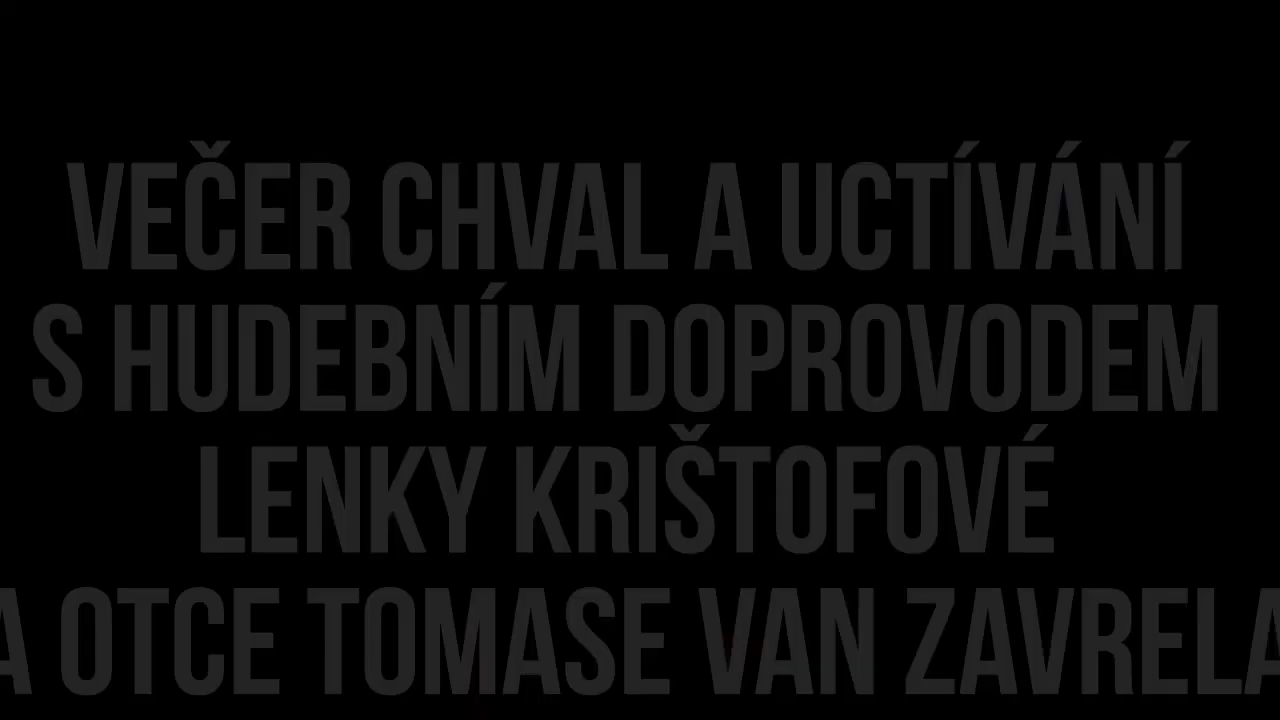 VEČER CHVAL A UCTÍVÁNÍ
S HUDEBNÍM DOPROVODEM
LENKY KRIŠTOFOVÉ
A OTCE TOMASE VAN ZAVRELA